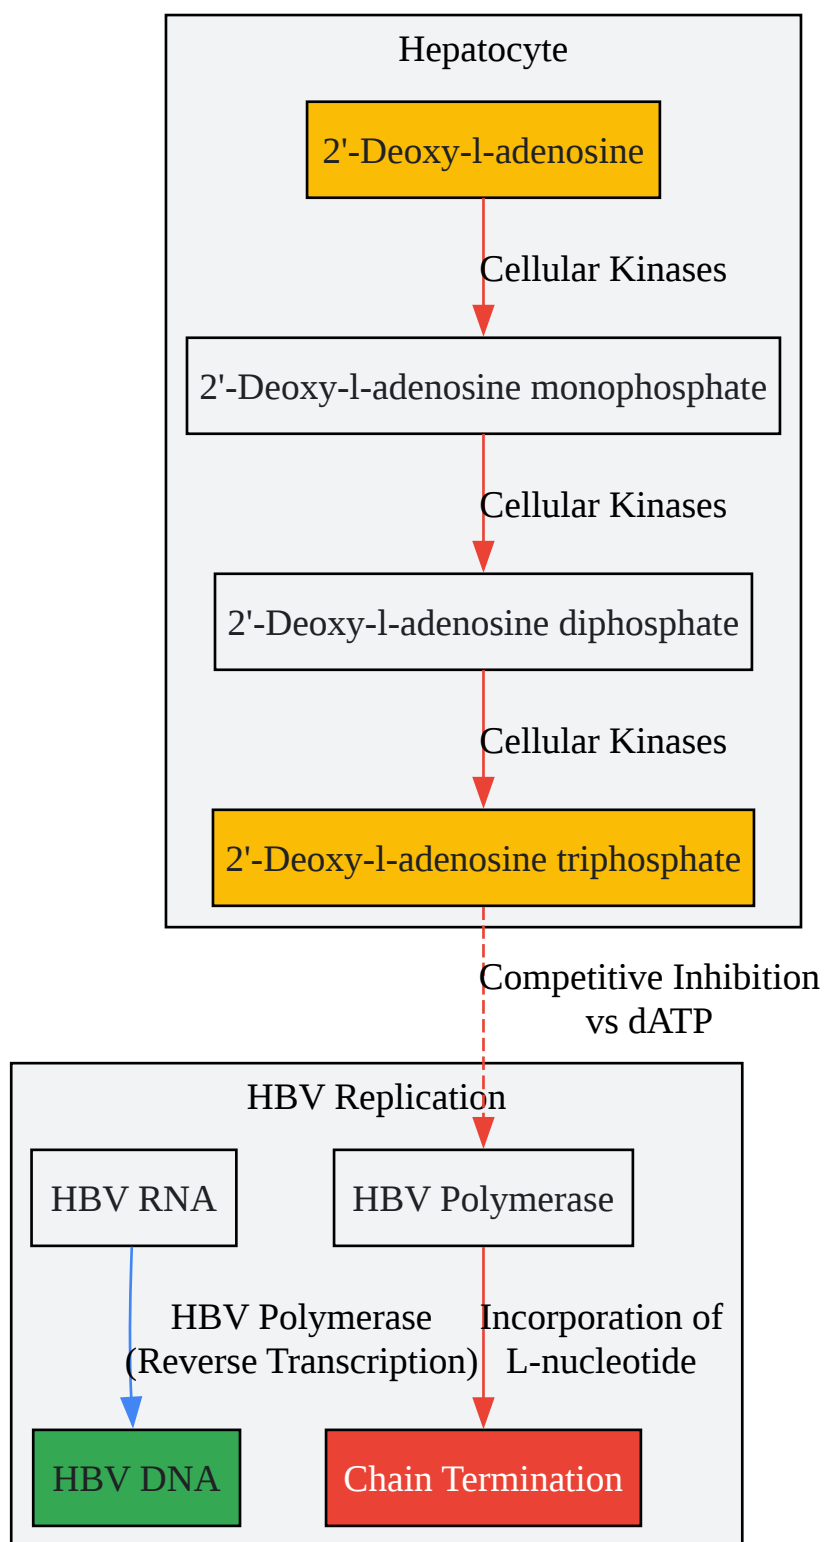 Hepatocyte
2'-Deoxy-l-adenosine
Cellular Kinases
2'-Deoxy-l-adenosine monophosphate
Cellular Kinases
2'-Deoxy-l-adenosine diphosphate
Cellular Kinases
2'-Deoxy-l-adenosine triphosphate
Competitive Inhibition
vs dATP
HBV Replication
HBV RNA
HBV Polymerase
HBV Polymerase
(Reverse Transcription)
Incorporation of
L-nucleotide
HBV DNA
Chain Termination